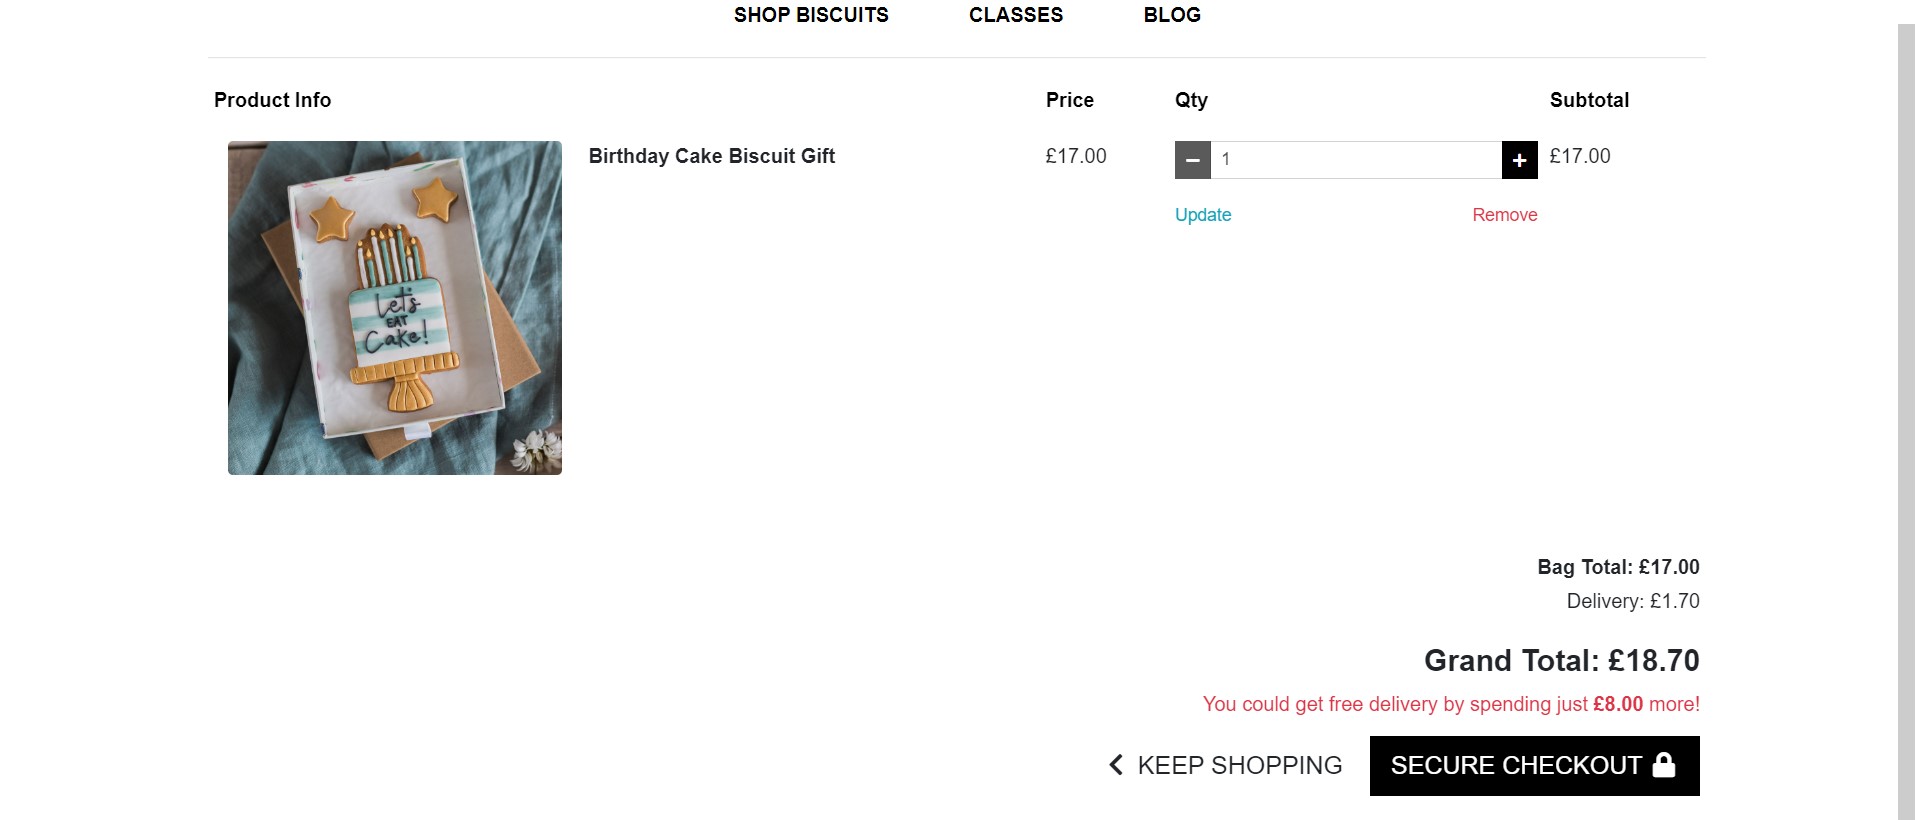 SHOP BISCUITS CLASSES BLOG
Product Info Price Qty Subtotal
Birthday Cake Biscuit Gift £17.00 1 £17.00
Update Remove
Let's
EAT
Cake!
Bag Total: £17.00
Delivery: £1.70
Grand Total: £18.70
You could get free delivery by spending just £8.00 more!
KEEP SHOPPING SECURE CHECKOUT